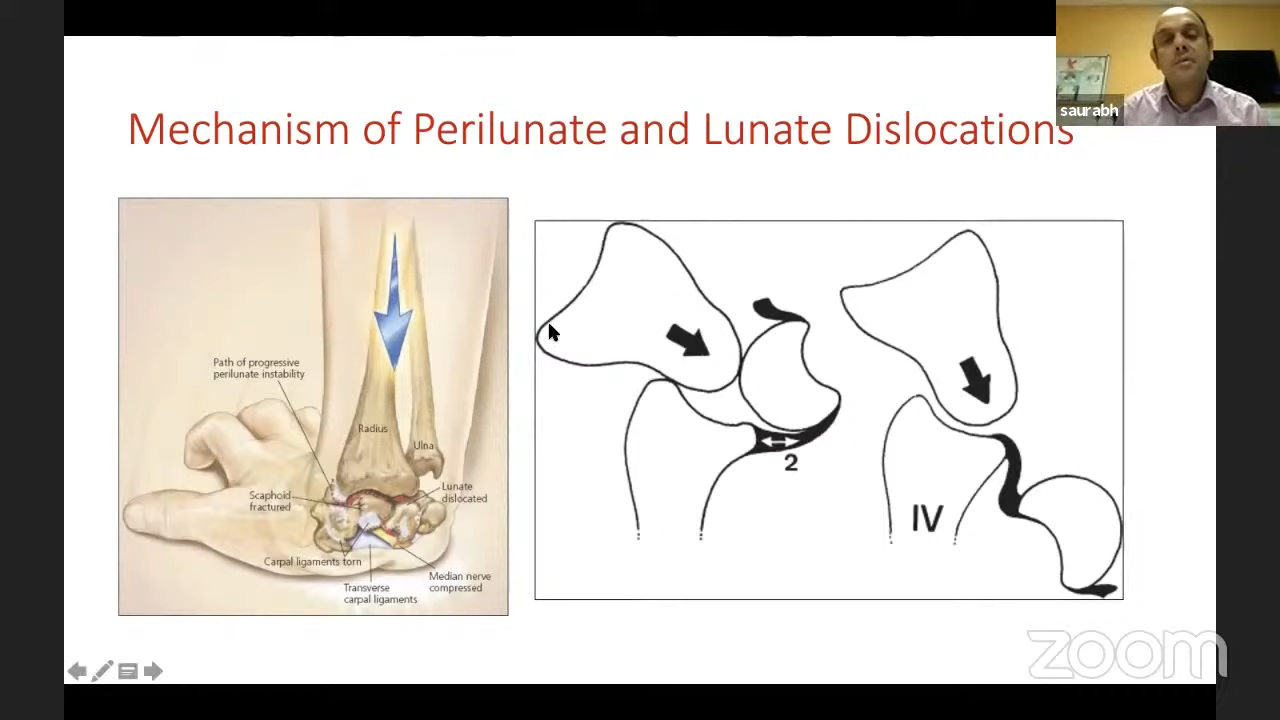 saurabh
Mechanism of Perilunate and Lunate Dislocations
Path of progressive
perilunate instability
Radius
Ulna
Scaphoid
fractured
Lunate
dislocated
Carpal ligaments torn
Transverse
carpal ligaments
Median nerve
compressed
2
IV
zoom